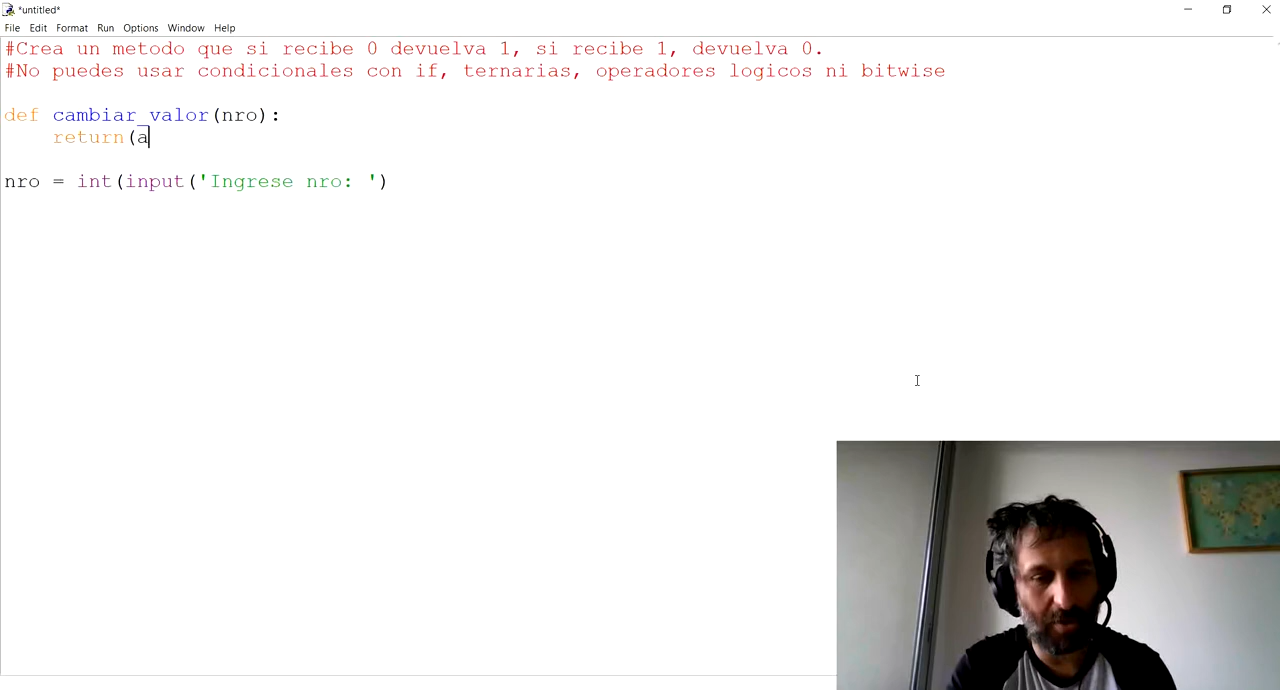 *untitled*
File Edit Format Run Options Window Help
#Crea un metodo que si recibe 0 devuelva 1, si recibe 1, devuelva 0.
#No puedes usar condicionales con if, ternarias, operadores logicos ni bitwise
def cambiar_valor(nro):
    return(a
nro = int(input('Ingrese nro: ')